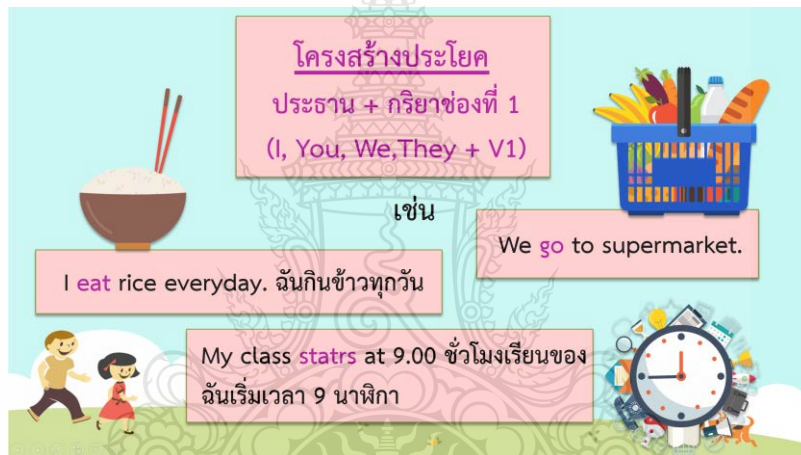 โครงสร้างประโยค
ประธาน + กริยาช่องที่ 1
(I, You, We,They + V1)
เช่น
We go to supermarket.
I eat rice everyday. ฉันกินข้าวทุกวัน
My class statrs at 9.00 ชั่วโมงเรียนของ
ฉันเริ่มเวลา 9 นาฬิกา